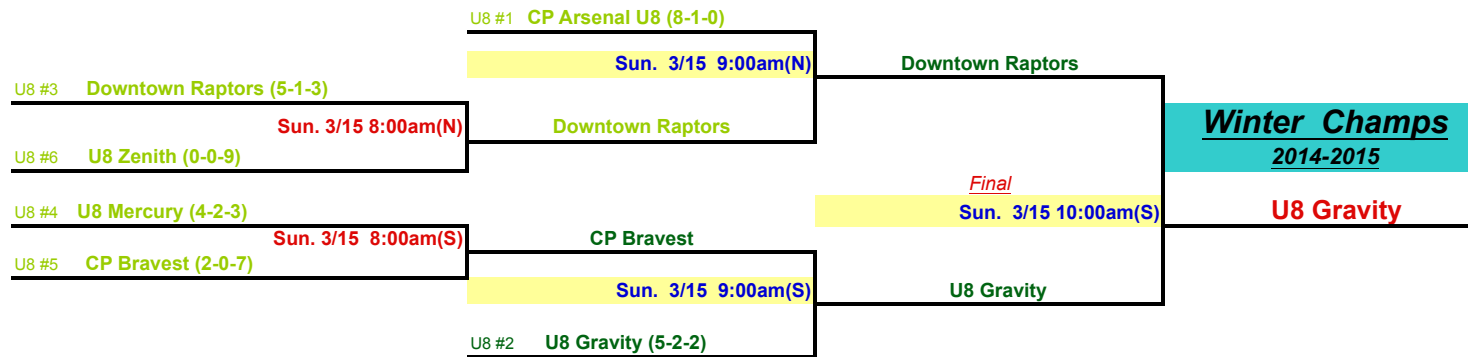 U8 #1 CP Arsenal U8 (8-1-0)
Sun. 3/15 9:00am(N)
Downtown Raptors
U8 #3 Downtown Raptors (5-1-3)
Sun. 3/15 8:00am(N)
Downtown Raptors
Winter Champs
2014-2015
U8 #6 U8 Zenith (0-0-9)
Final
U8 #4 U8 Mercury (4-2-3)
Sun. 3/15 10:00am(S)
U8 Gravity
Sun. 3/15 8:00am(S)
CP Bravest
U8 #5 CP Bravest (2-0-7)
Sun. 3/15 9:00am(S)
U8 Gravity
U8 #2 U8 Gravity (5-2-2)